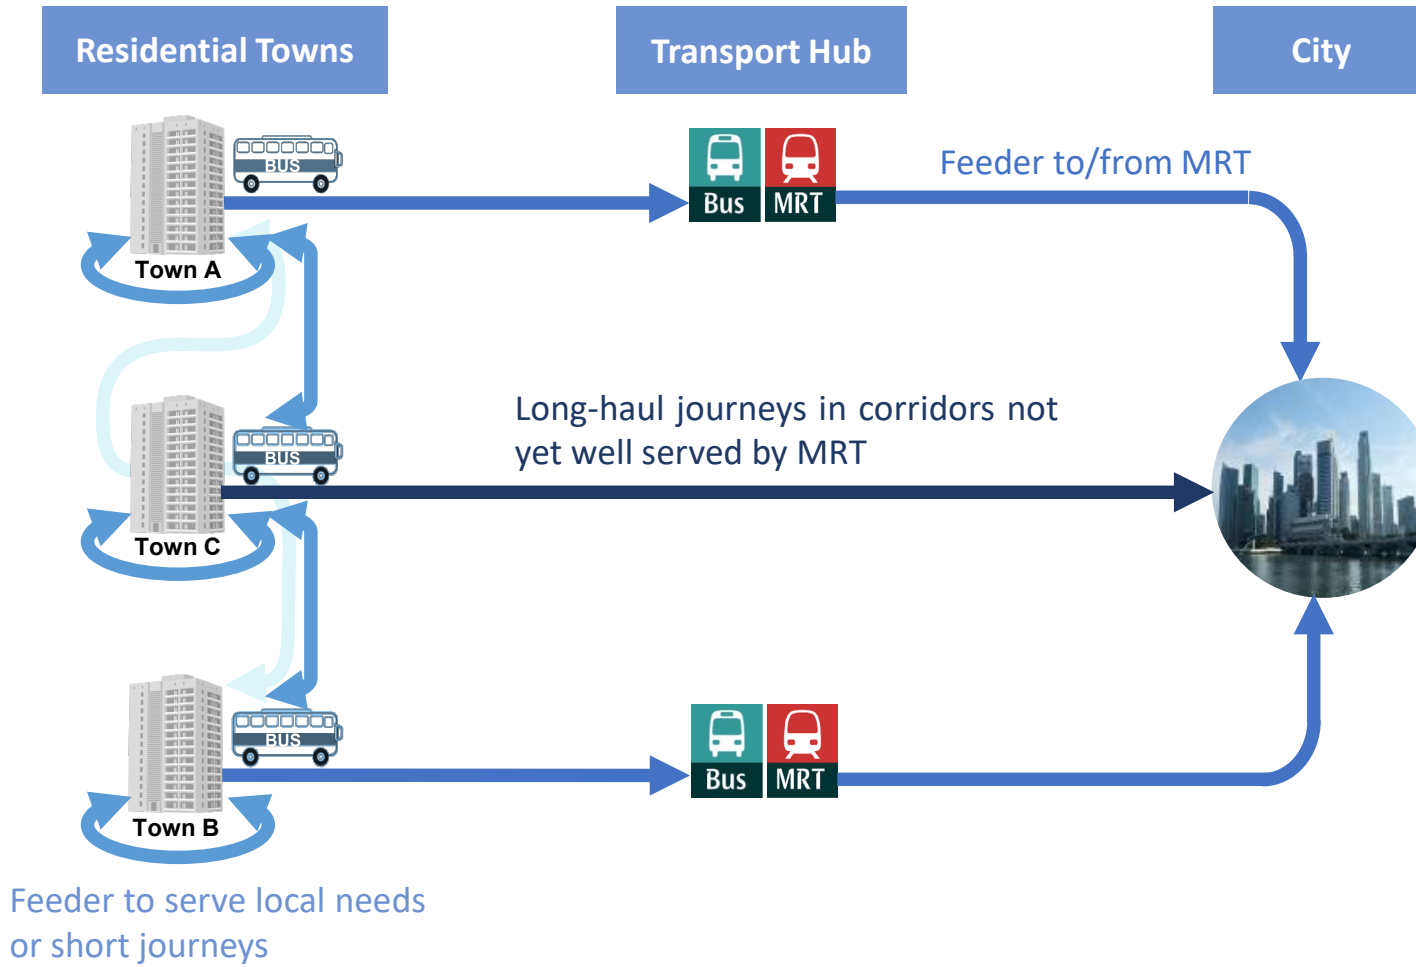 Residential Towns
Transport Hub
City
BUS
Bus
MRT
Feeder to/from MRT
Town A
Long-haul journeys in corridors not
yet well served by MRT
BUS
Town C
BUS
Bus
MRT
Town B
Feeder to serve local needs
or short journeys